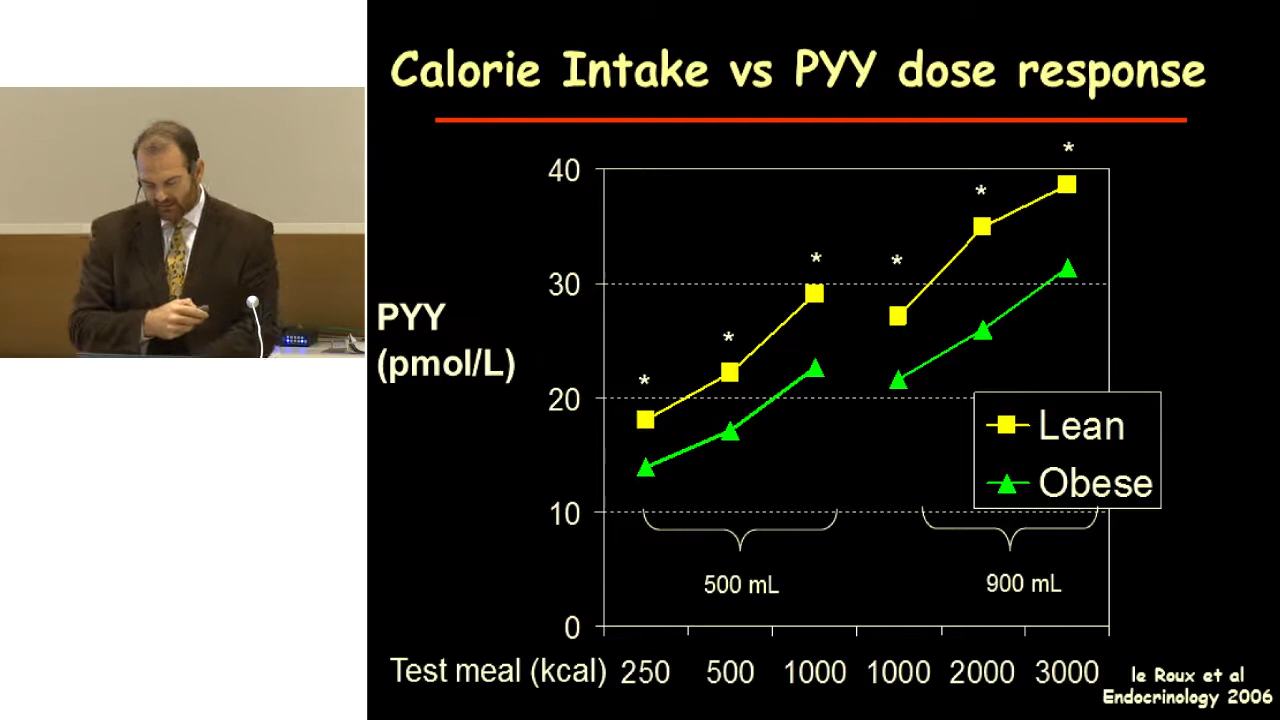 Calorie Intake vs PYY dose response
PYY
(pmol/L)
40
30
20
10
0
*
*
*
*
*
*
Lean
Obese
500 mL
900 mL
Test meal (kcal) 250 500 1000 1000 2000 3000
le Roux et al
Endocrinology 2006